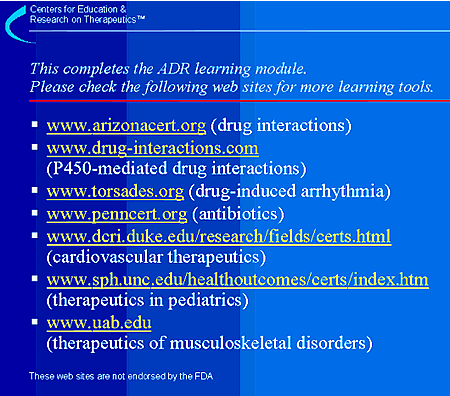 Centers for Education &
Research on Therapeutics™
This completes the ADR learning module.
Please check the following web sites for more learning tools.
▪ www.arizonacert.org (drug interactions)
▪ www.drug-interactions.com
(P450-mediated drug interactions)
▪ www.torsades.org (drug-induced arrhythmia)
▪ www.penncert.org (antibiotics)
▪ www.dcri.duke.edu/research/fields/certs.html
(cardiovascular therapeutics)
▪ www.sph.unc.edu/healthoutcomes/certs/index.htm
(therapeutics in pediatrics)
▪ www.uab.edu
(therapeutics of musculoskeletal disorders)
These web sites are not endorsed by the FDA